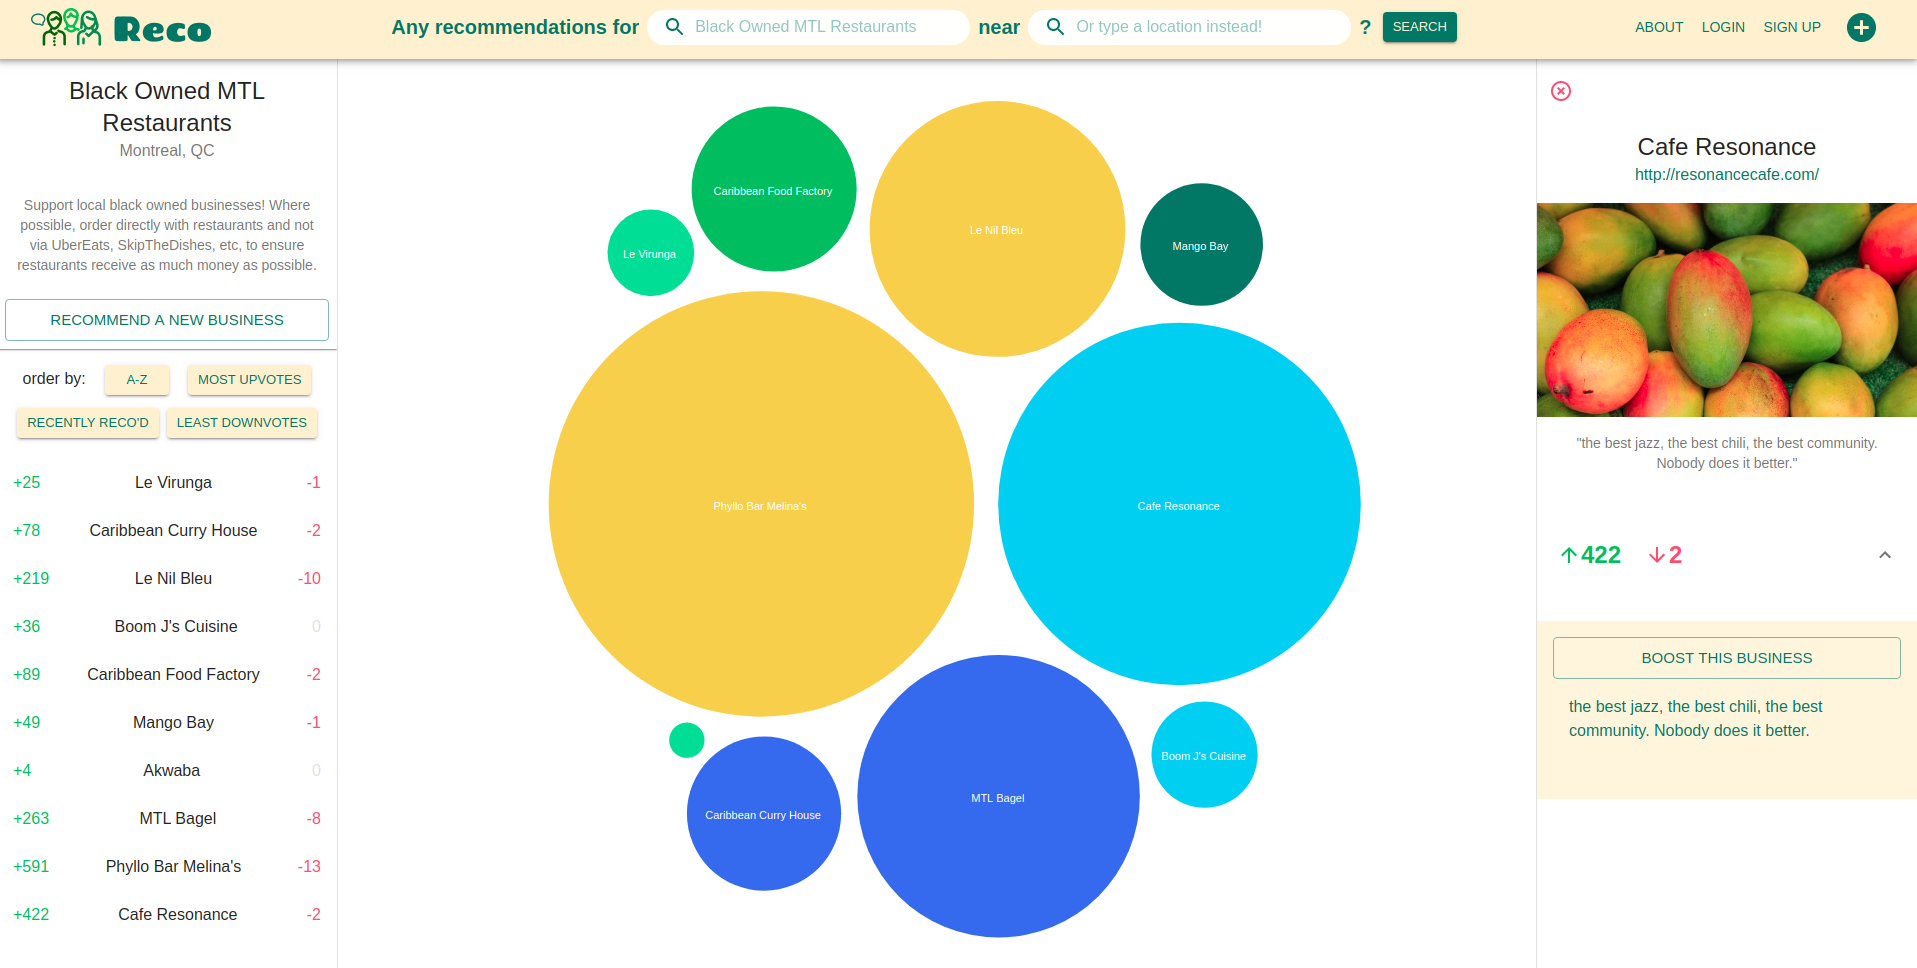 Reco
Any recommendations for
Black Owned MTL Restaurants
near
Or type a location instead!
?
SEARCH
ABOUT
LOGIN
SIGN UP
Black Owned MTL
Restaurants
Montreal, QC
Support local black owned businesses! Where
possible, order directly with restaurants and not
via UberEats, SkipTheDishes, etc, to ensure
restaurants receive as much money as possible.
RECOMMEND A NEW BUSINESS
order by:
A-Z
MOST UPVOTES
RECENTLY RECO'D
LEAST DOWNVOTES
+25 Le Virunga -1
+78 Caribbean Curry House -2
+219 Le Nil Bleu -10
+36 Boom J's Cuisine 0
+89 Caribbean Food Factory -2
+49 Mango Bay -1
+4 Akwaba 0
+263 MTL Bagel -8
+591 Phyllo Bar Melina's -13
+422 Cafe Resonance -2
Caribbean Food Factory
Le Nil Bleu
Mango Bay
Le Virunga
Phyllo Bar Melina's
Cafe Resonance
Boom J's Cuisine
MTL Bagel
Caribbean Curry House
Cafe Resonance
http://resonancecafe.com/
"the best jazz, the best chili, the best community.
Nobody does it better."
422
2
BOOST THIS BUSINESS
the best jazz, the best chili, the best
community. Nobody does it better.